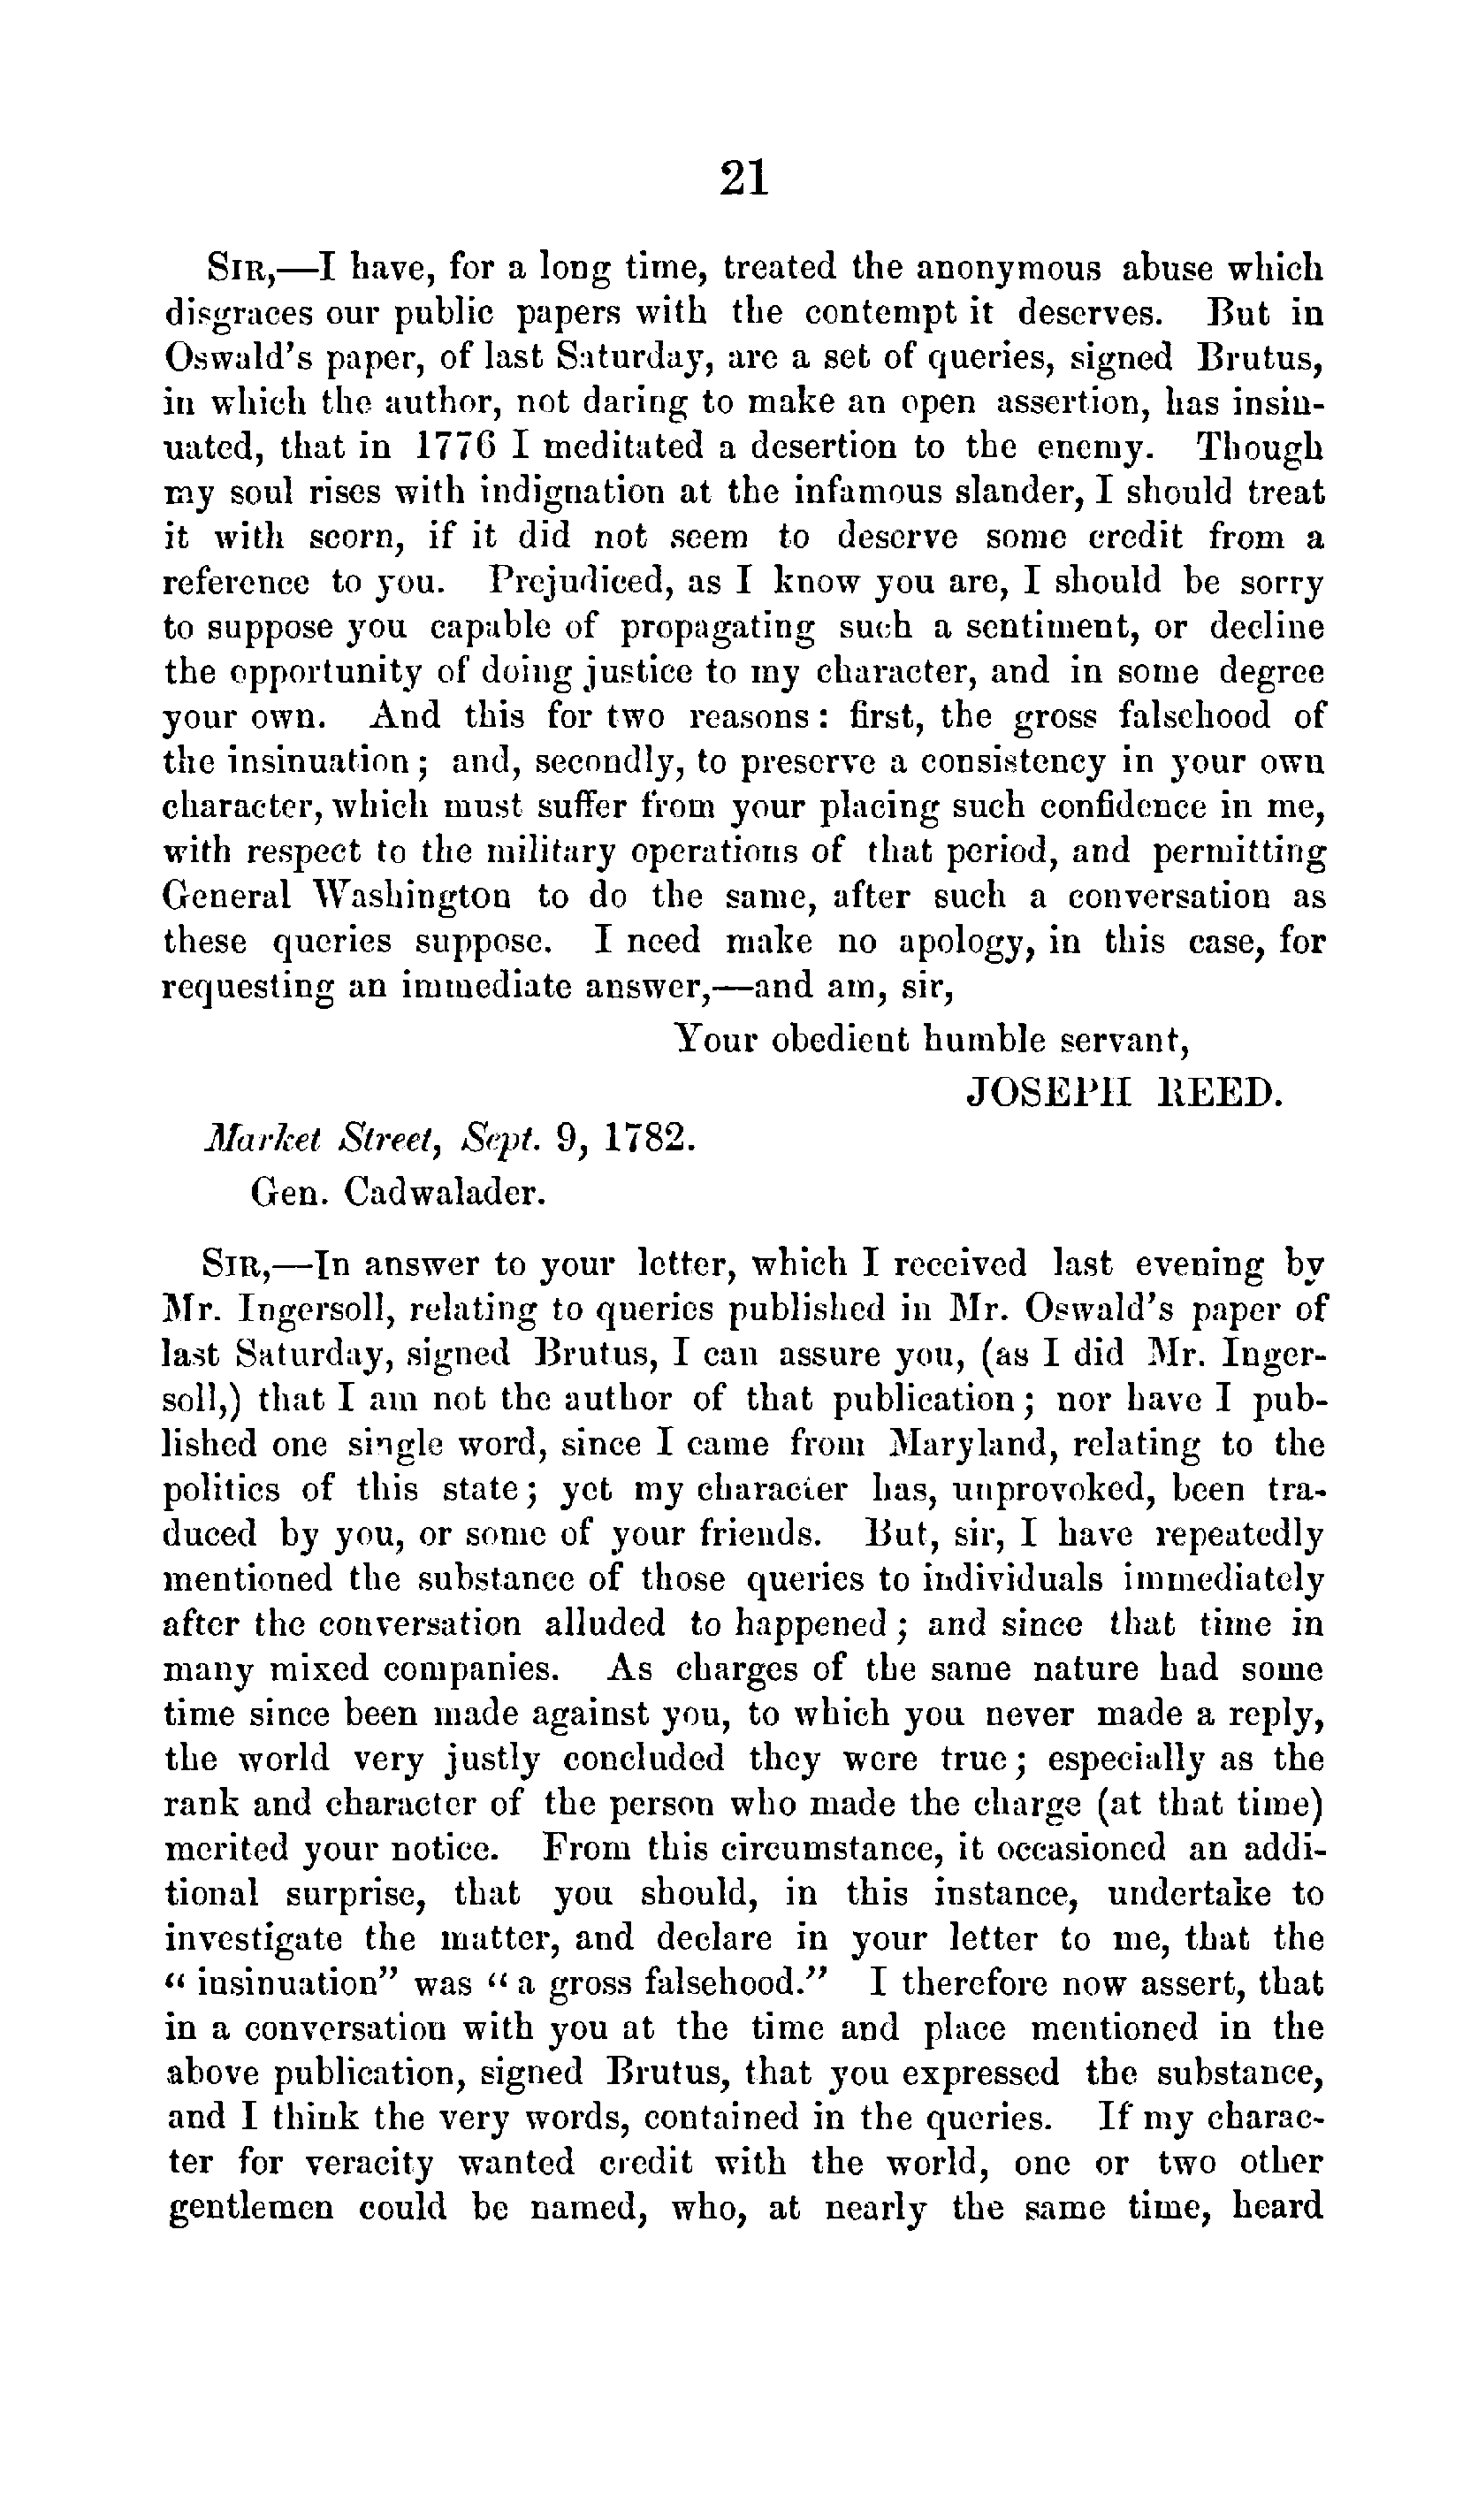 21
SIR,—I have, for a long time, treated the anonymous abuse which
disgraces our public papers with the contempt it deserves. But in
Oswald's paper, of last Saturday, are a set of queries, signed Brutus,
in which the author, not daring to make an open assertion, has insin-
uated, that in 1776 I meditated a desertion to the enemy. Though
my soul rises with indignation at the infamous slander, I should treat
it with scorn, if it did not seem to deserve some credit from a
reference to you. Prejudiced, as I know you are, I should be sorry
to suppose you capable of propagating such a sentiment, or decline
the opportunity of doing justice to my character, and in some degree
your own. And this for two reasons: first, the gross falsehood of
the insinuation; and, secondly, to preserve a consistency in your own
character, which must suffer from your placing such confidence in me,
with respect to the military operations of that period, and permitting
General Washington to do the same, after such a conversation as
these queries suppose. I need make no apology, in this case, for
requesting an immediate answer,—and am, sir,
Your obedient humble servant,
JOSEPH REED.
Market Street, Sept. 9, 1782.
Gen. Cadwalader.
SIR,—In answer to your letter, which I received last evening by
Mr. Ingersoll, relating to queries published in Mr. Oswald's paper of
last Saturday, signed Brutus, I can assure you, (as I did Mr. Inger-
soll,) that I am not the author of that publication; nor have I pub-
lished one single word, since I came from Maryland, relating to the
politics of this state; yet my character has, unprovoked, been tra-
duced by you, or some of your friends. But, sir, I have repeatedly
mentioned the substance of those queries to individuals immediately
after the conversation alluded to happened; and since that time in
many mixed companies. As charges of the same nature had some
time since been made against you, to which you never made a reply,
the world very justly concluded they were true; especially as the
rank and character of the person who made the charge (at that time)
merited your notice. From this circumstance, it occasioned an addi-
tional surprise, that you should, in this instance, undertake to
investigate the matter, and declare in your letter to me, that the
"insinuation" was "a gross falsehood." I therefore now assert, that
in a conversation with you at the time and place mentioned in the
above publication, signed Brutus, that you expressed the substance,
and I think the very words, contained in the queries. If my charac-
ter for veracity wanted credit with the world, one or two other
gentlemen could be named, who, at nearly the same time, heard